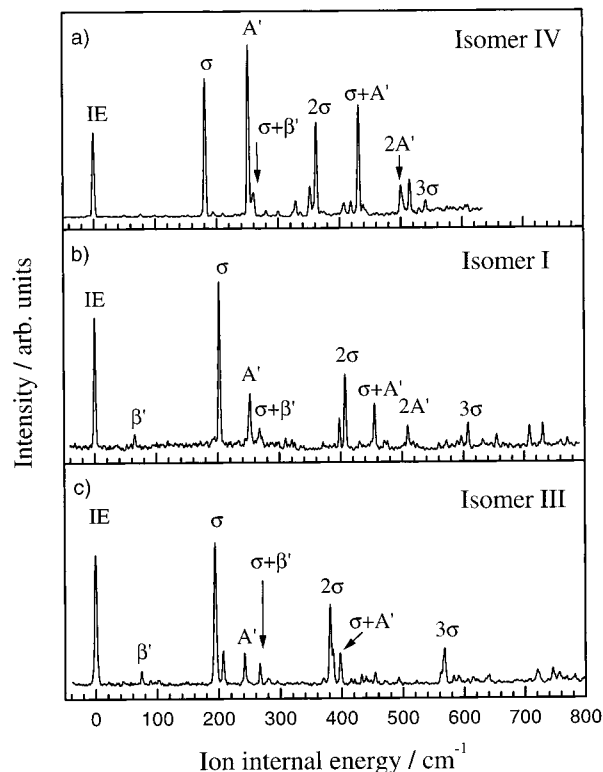 a)
Isomer IV
IE
σ
A'
σ+β'
2σ
σ+A'
2A'
3σ
b)
Isomer I
IE
β'
σ
A'
σ+β'
2σ
σ+A'
2A'
3σ
c)
Isomer III
IE
β'
σ
A'
σ+β'
2σ
σ+A'
3σ
Intensity / arb. units
0 100 200 300 400 500 600 700 800
Ion internal energy / cm⁻¹